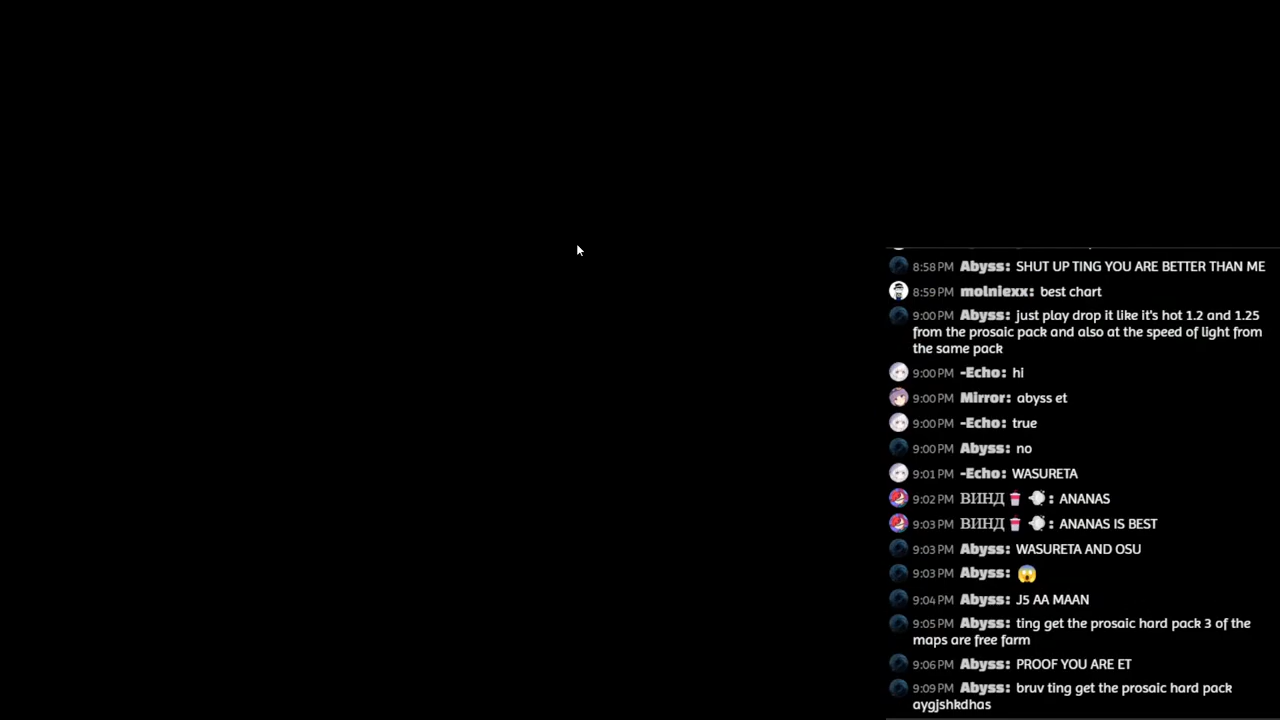 8:58 PM Abyss: SHUT UP TING YOU ARE BETTER THAN ME
8:59 PM molniexx: best chart
9:00 PM Abyss: just play drop it like it's hot 1.2 and 1.25
from the prosaic pack and also at the speed of light from
the same pack
9:00 PM -Echo: hi
9:00 PM Mirror: abyss et
9:00 PM -Echo: true
9:00 PM Abyss: no
9:01 PM -Echo: WASURETA
9:02 PM ВИНД : ANANAS
9:03 PM ВИНД : ANANAS IS BEST
9:03 PM Abyss: WASURETA AND OSU
9:03 PM Abyss: 😱
9:04 PM Abyss: J5 AA MAAN
9:05 PM Abyss: ting get the prosaic hard pack 3 of the
maps are free farm
9:06 PM Abyss: PROOF YOU ARE ET
9:09 PM Abyss: bruv ting get the prosaic hard pack
aygjshkdhas